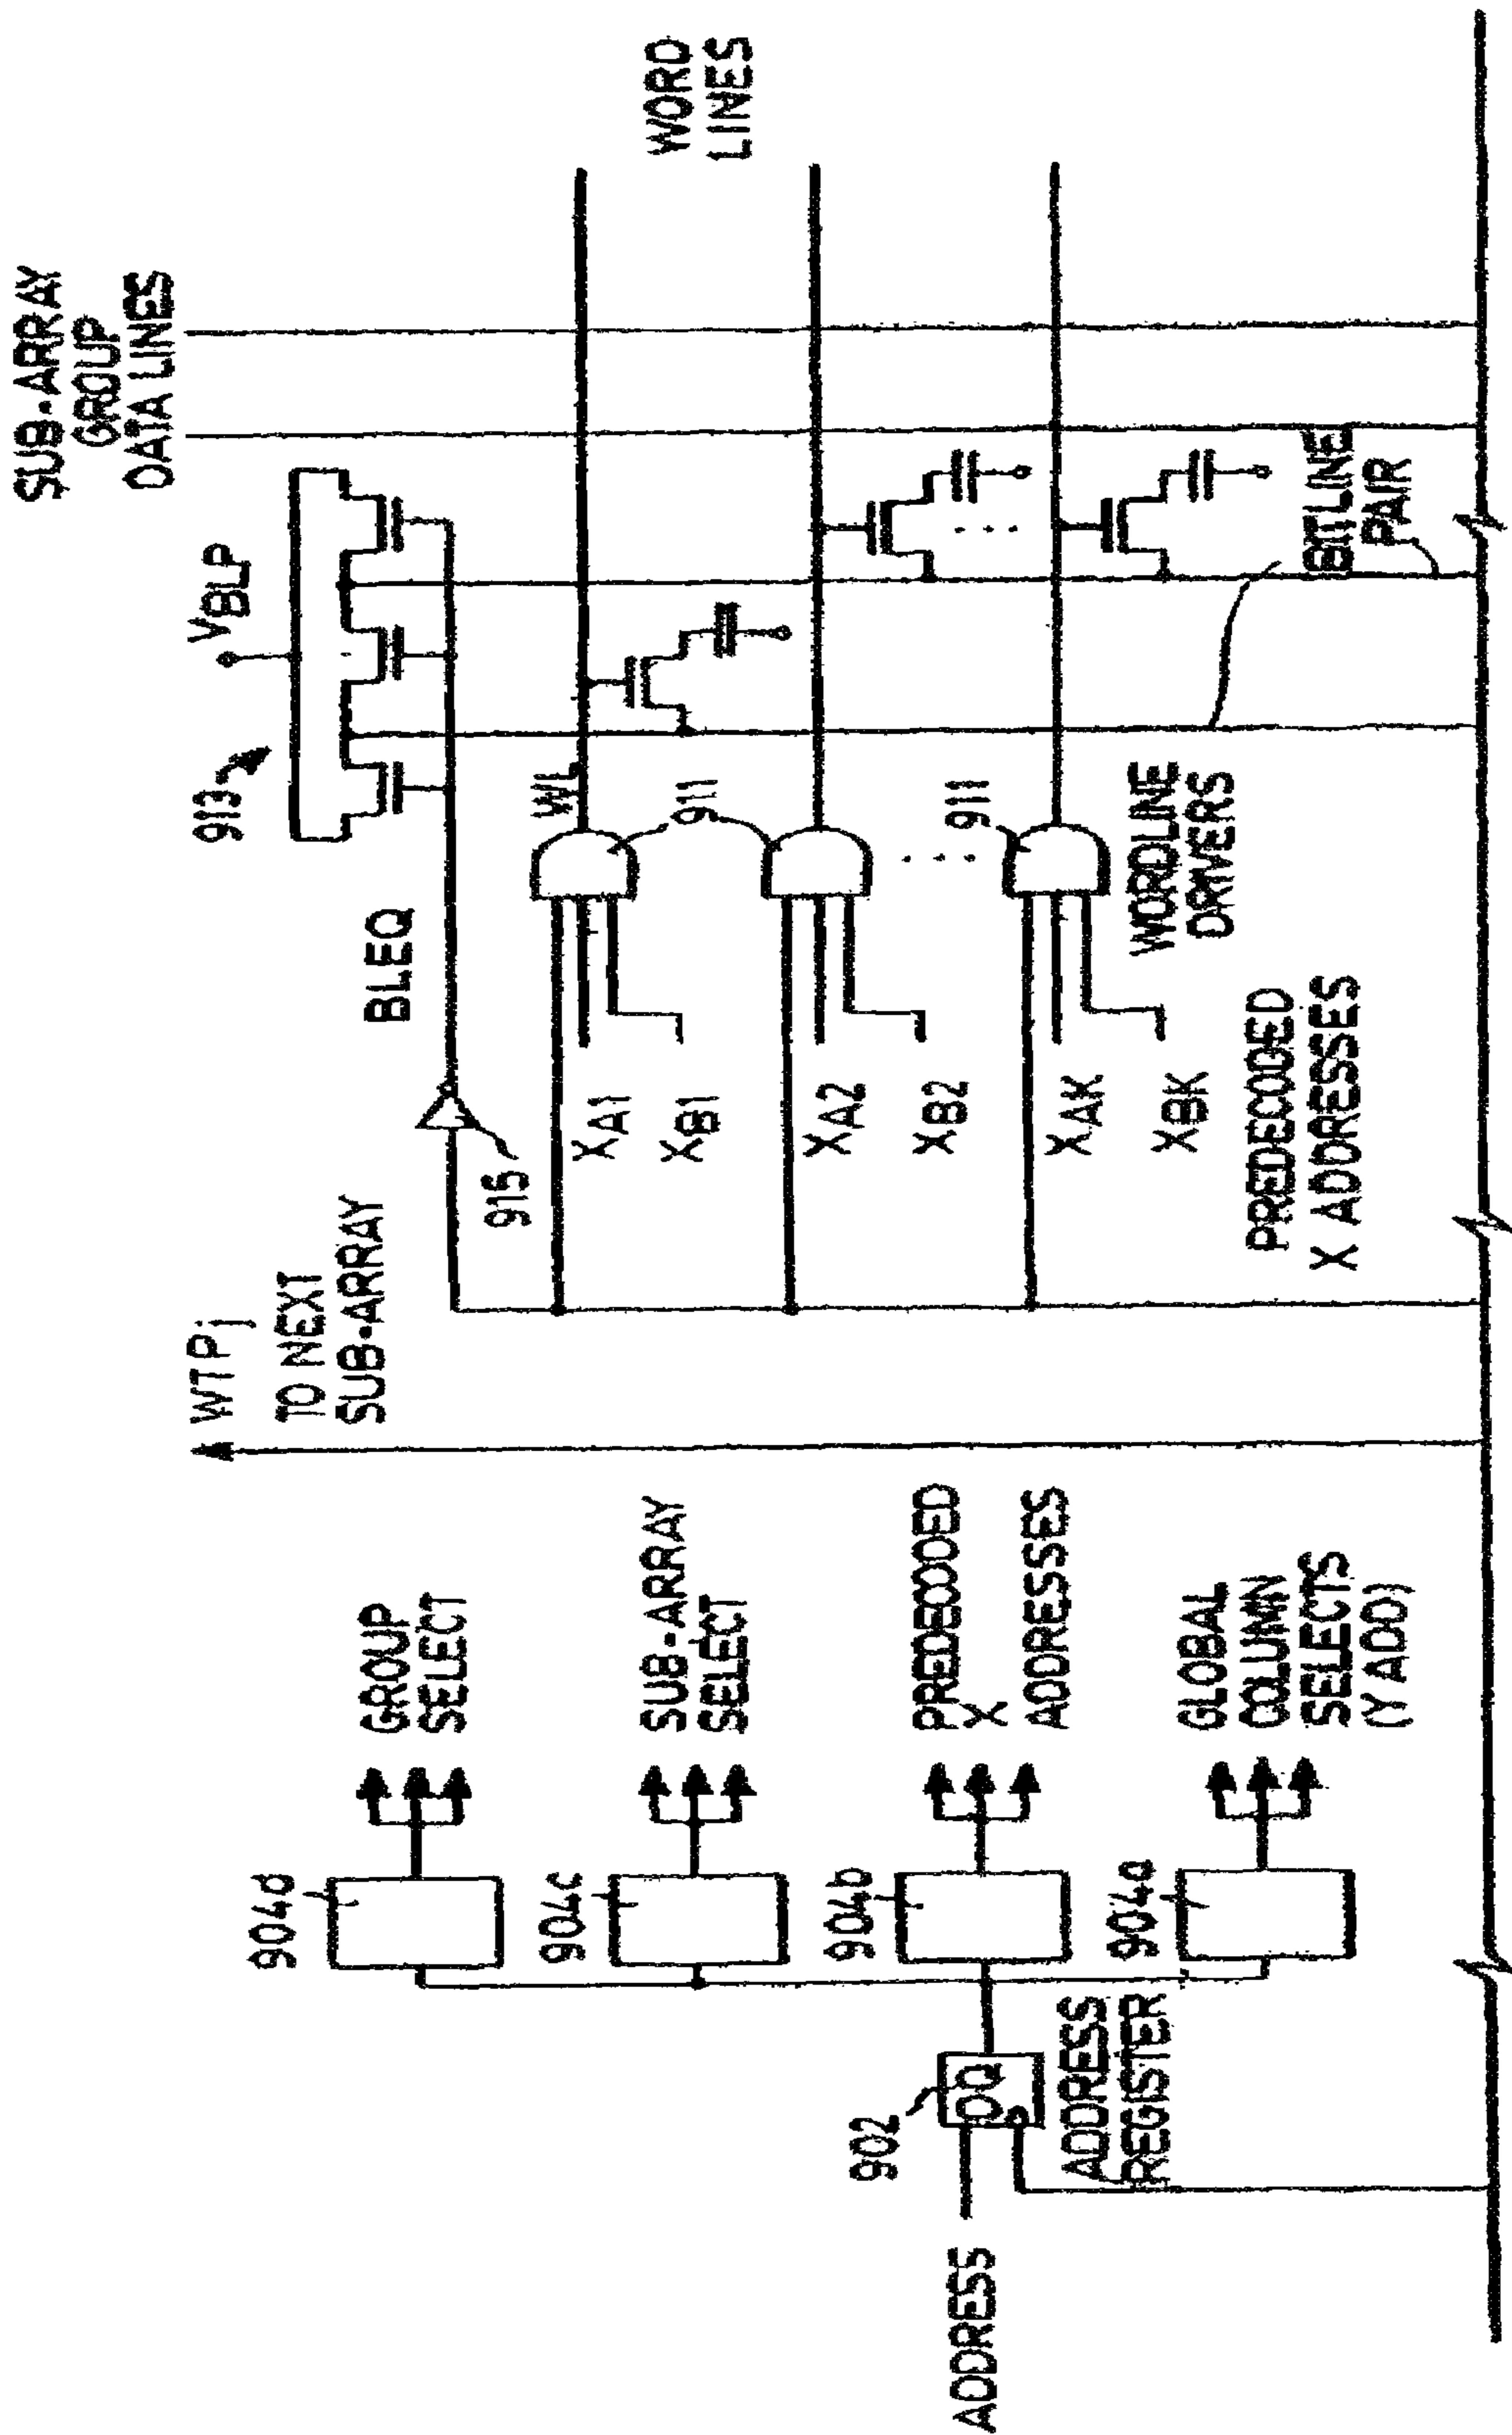 SUB-ARRAY
GROUP
DATA LINES
VBLP
913
BLEQ
915
WTPj
TO NEXT
SUB-ARRAY
WORD
LINES
WL
911
911
XA1
XB1
XA2
XB2
XAK
XBK
WORDLINE
DRIVERS
PREDECODED
X ADDRESSES
BITLINE
PAIR
904d
GROUP
SELECT
904c
SUB-ARRAY
SELECT
904b
PREDECODED
X
ADDRESSES
904a
GLOBAL
COLUMN
SELECTS
(Y ADD)
902
DQ
ADDRESS
ADDRESS
REGISTER